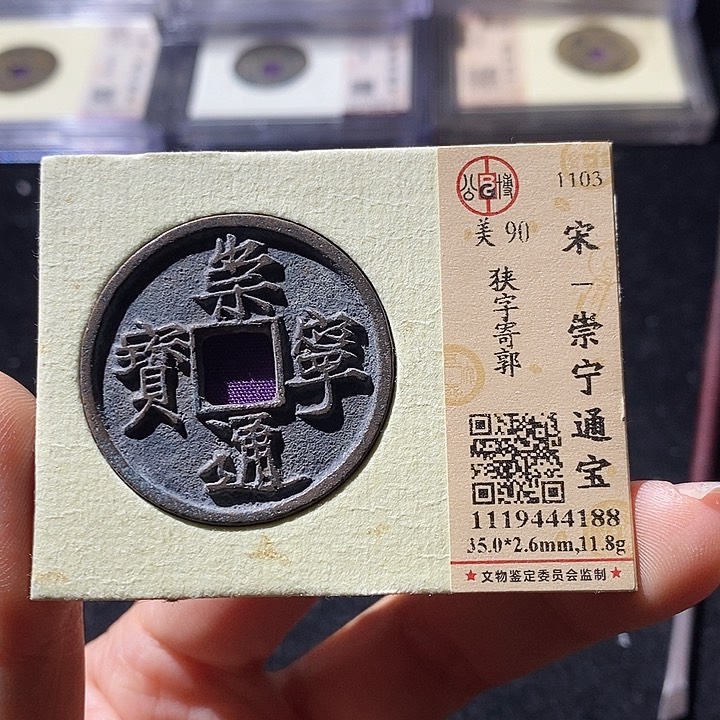 崇
寧
通
寶
公博
1103
美 90
宋-崇宁通宝
狭字寄郭
1119444188
35.0*2.6mm,11.8g
★文物鉴定委员会监制★